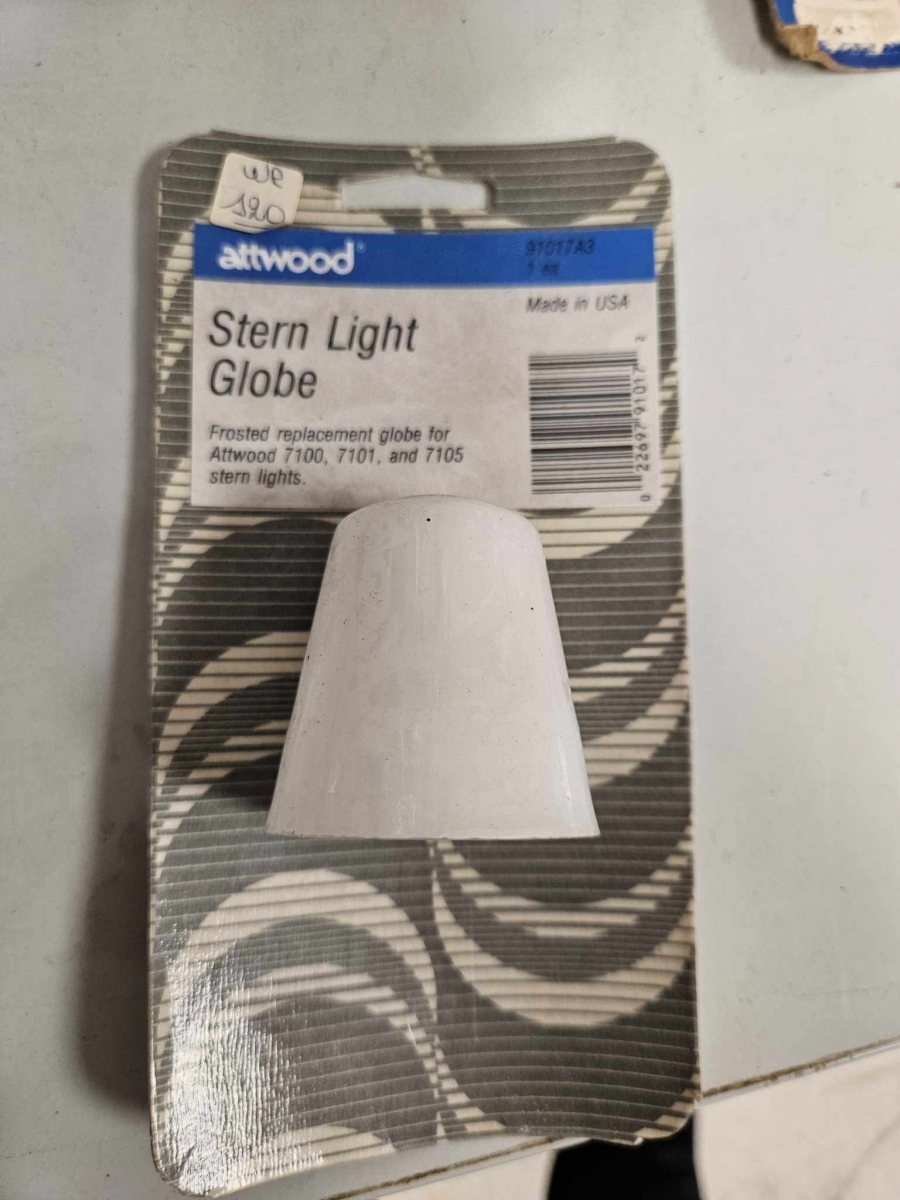 WR
120
attwood®
91017A3
1 ea
Made in USA
Stern Light
Globe
Frosted replacement globe for
Attwood 7100, 7101, and 7105
stern lights.
0 22697 91017 2